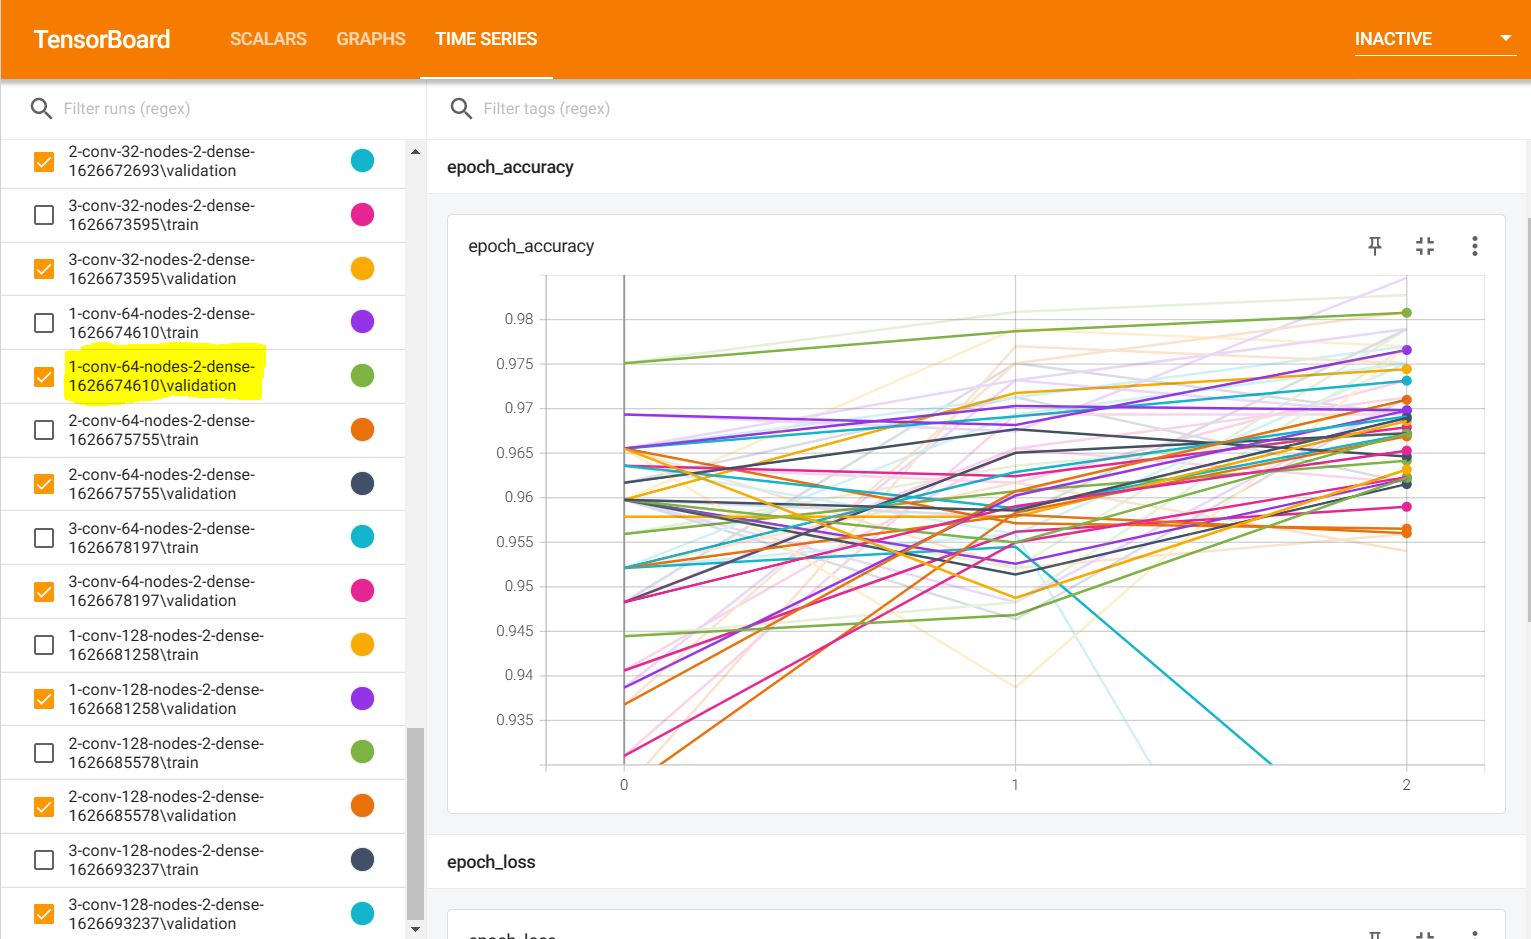 TensorBoard SCALARS GRAPHS TIME SERIES INACTIVE
Filter runs (regex)
Filter tags (regex)
2-conv-32-nodes-2-dense-
1626672693\validation
3-conv-32-nodes-2-dense-
1626673595\train
3-conv-32-nodes-2-dense-
1626673595\validation
1-conv-64-nodes-2-dense-
1626674610\train
1-conv-64-nodes-2-dense-
1626674610\validation
2-conv-64-nodes-2-dense-
1626675755\train
2-conv-64-nodes-2-dense-
1626675755\validation
3-conv-64-nodes-2-dense-
1626678197\train
3-conv-64-nodes-2-dense-
1626678197\validation
1-conv-128-nodes-2-dense-
1626681258\train
1-conv-128-nodes-2-dense-
1626681258\validation
2-conv-128-nodes-2-dense-
1626685578\train
2-conv-128-nodes-2-dense-
1626685578\validation
3-conv-128-nodes-2-dense-
1626693237\train
3-conv-128-nodes-2-dense-
1626693237\validation
epoch_accuracy
epoch_accuracy
0.98
0.975
0.97
0.965
0.96
0.955
0.95
0.945
0.94
0.935
0 1 2
epoch_loss
epoch_loss